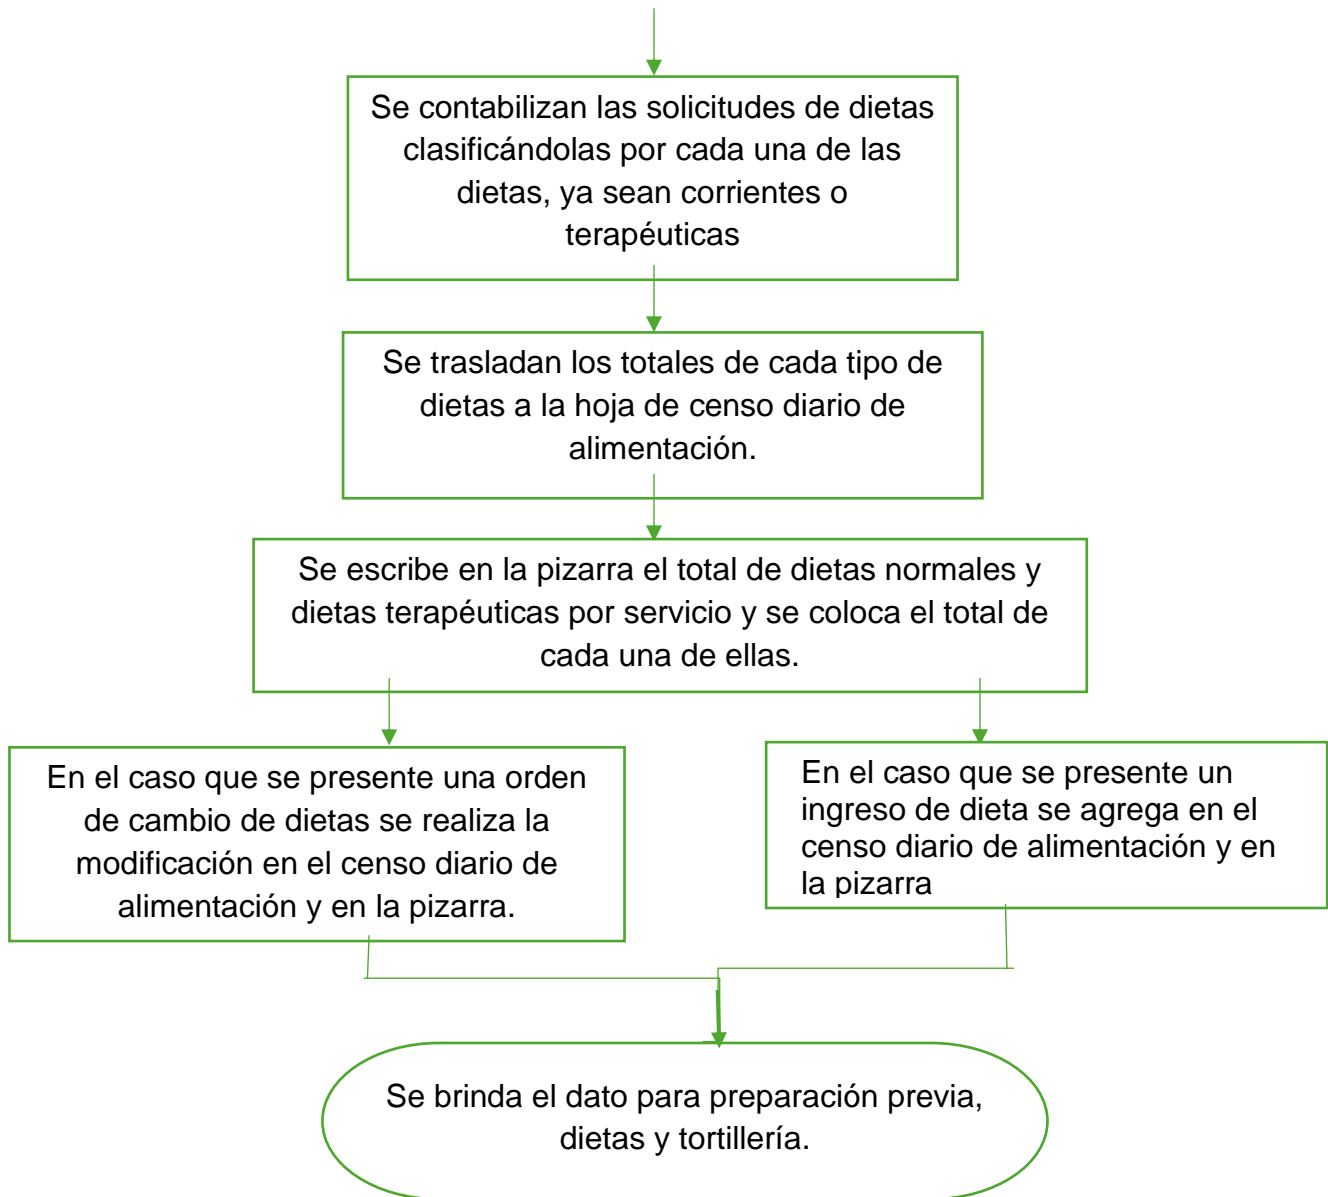 Se contabilizan las solicitudes de dietas
clasificándolas por cada una de las
dietas, ya sean corrientes o
terapéuticas
Se trasladan los totales de cada tipo de
dietas a la hoja de censo diario de
alimentación.
Se escribe en la pizarra el total de dietas normales y
dietas terapéuticas por servicio y se coloca el total de
cada una de ellas.
En el caso que se presente una orden
de cambio de dietas se realiza la
modificación en el censo diario de
alimentación y en la pizarra.
En el caso que se presente un
ingreso de dieta se agrega en el
censo diario de alimentación y en
la pizarra
Se brinda el dato para preparación previa,
dietas y tortillería.